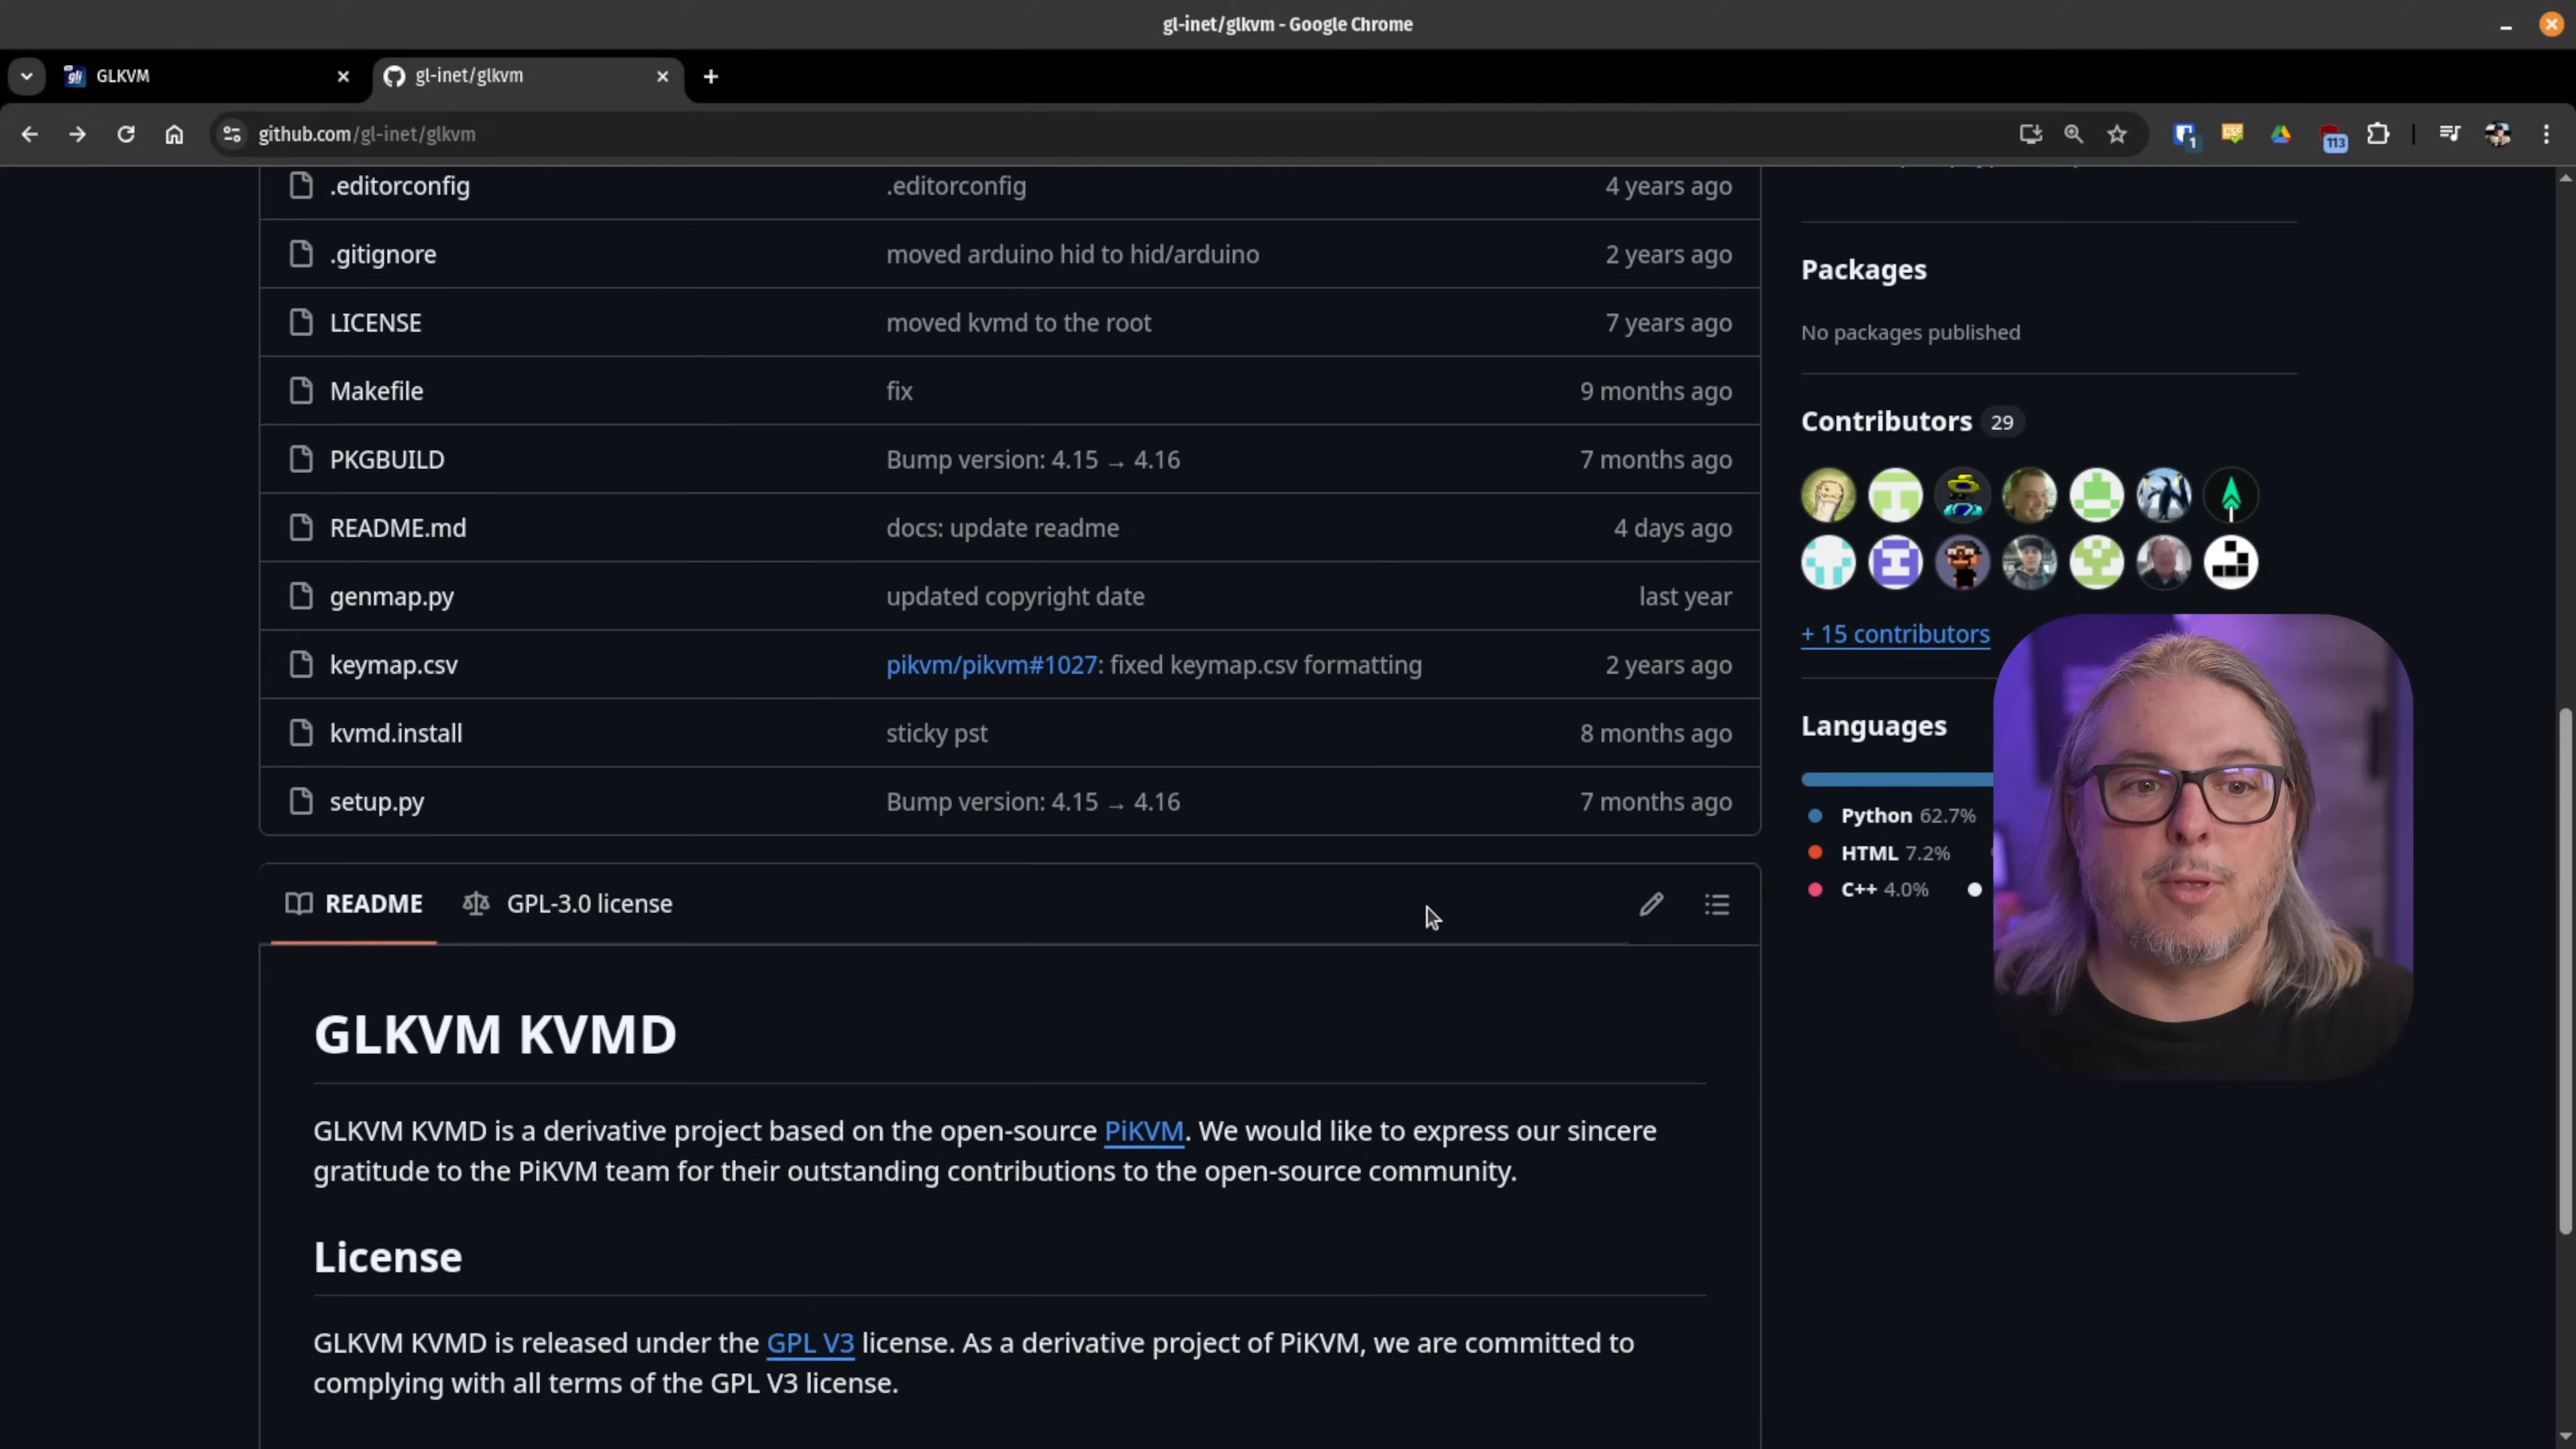 gl-inet/glkvm - Google Chrome
GLKVM
gl-inet/glkvm
github.com/gl-inet/glkvm
1
113
.editorconfig .editorconfig 4 years ago
.gitignore moved arduino hid to hid/arduino 2 years ago
LICENSE moved kvmd to the root 7 years ago
Makefile fix 9 months ago
PKGBUILD Bump version: 4.15 → 4.16 7 months ago
README.md docs: update readme 4 days ago
genmap.py updated copyright date last year
keymap.csv pikvm/pikvm#1027: fixed keymap.csv formatting 2 years ago
kvmd.install sticky pst 8 months ago
setup.py Bump version: 4.15 → 4.16 7 months ago
README GPL-3.0 license
GLKVM KVMD
GLKVM KVMD is a derivative project based on the open-source PiKVM. We would like to express our sincere
gratitude to the PiKVM team for their outstanding contributions to the open-source community.
License
GLKVM KVMD is released under the GPL V3 license. As a derivative project of PiKVM, we are committed to
complying with all terms of the GPL V3 license.
Packages
No packages published
Contributors 29
+ 15 contributors
Languages
Python 62.7%
HTML 7.2%
C++ 4.0%